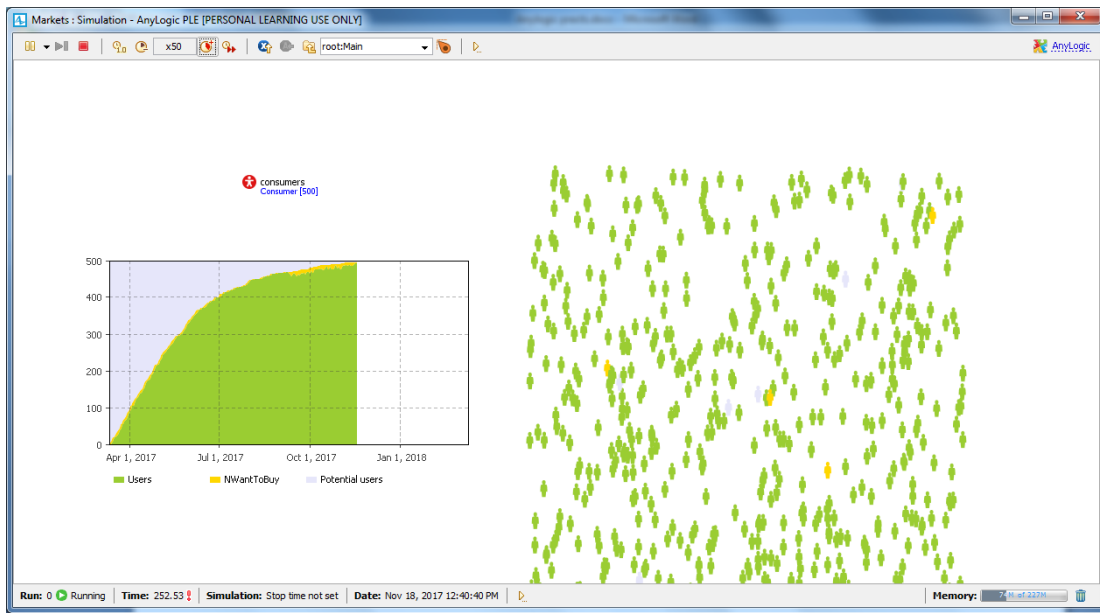 Markets : Simulation - AnyLogic PLE [PERSONAL LEARNING USE ONLY]
x50
root:Main
AnyLogic
consumers
Consumer [500]
500
400
300
200
100
0
Apr 1, 2017
Jul 1, 2017
Oct 1, 2017
Jan 1, 2018
Users
NWantToBuy
Potential users
Run: 0 Running
Time: 252.53
Simulation: Stop time not set
Date: Nov 18, 2017 12:40:40 PM
Memory: 74M of 227M